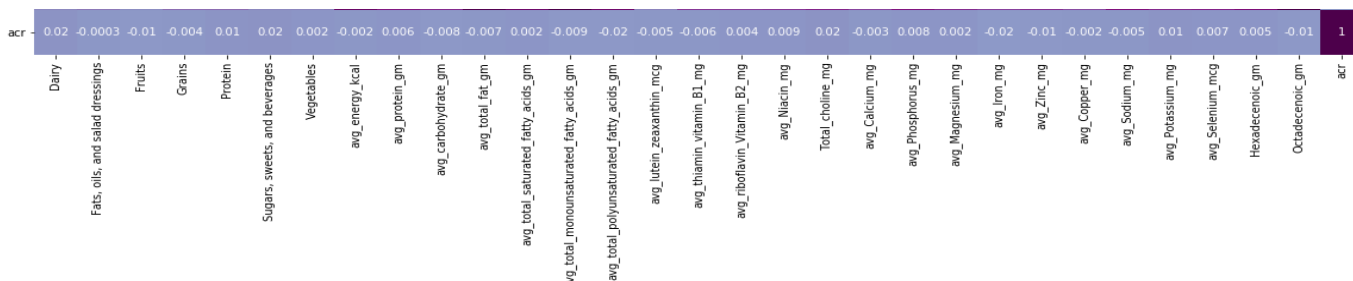 acr
0.02 -0.0003 -0.01 -0.004 0.01 0.02 0.002 -0.002 0.006 -0.008 -0.007 0.002 -0.009 -0.02 -0.005 -0.006 0.004 0.009 0.02 -0.003 0.008 0.002 -0.02 -0.01 -0.002 -0.005 0.01 0.007 0.005 -0.01 1
Dairy
Fats, oils, and salad dressings
Fruits
Grains
Protein
Sugars, sweets, and beverages
Vegetables
avg_energy_kcal
avg_protein_gm
avg_carbohydrate_gm
avg_total_fat_gm
avg_total_saturated_fatty_acids_gm
avg_total_monounsaturated_fatty_acids_gm
avg_total_polyunsaturated_fatty_acids_gm
avg_lutein_zeaxanthin_mcg
avg_thiamin_vitamin_B1_mg
avg_riboflavin_Vitamin_B2_mg
avg_Niacin_mg
Total_choline_mg
avg_Calcium_mg
avg_Phosphorus_mg
avg_Magnesium_mg
avg_Iron_mg
avg_Zinc_mg
avg_Copper_mg
avg_Sodium_mg
avg_Potassium_mg
avg_Selenium_mcg
Hexadecenoic_gm
Octadecenoic_gm
acr